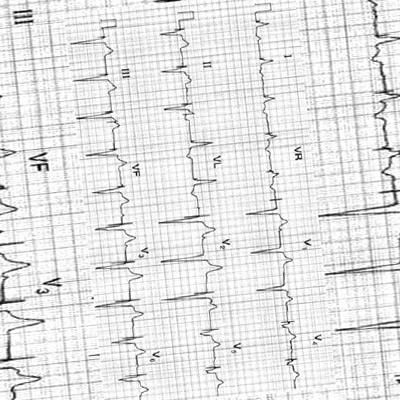 I VR V₁ V₄
II VL V₂ V₅
III VF V₃ V₆
III VF V₃